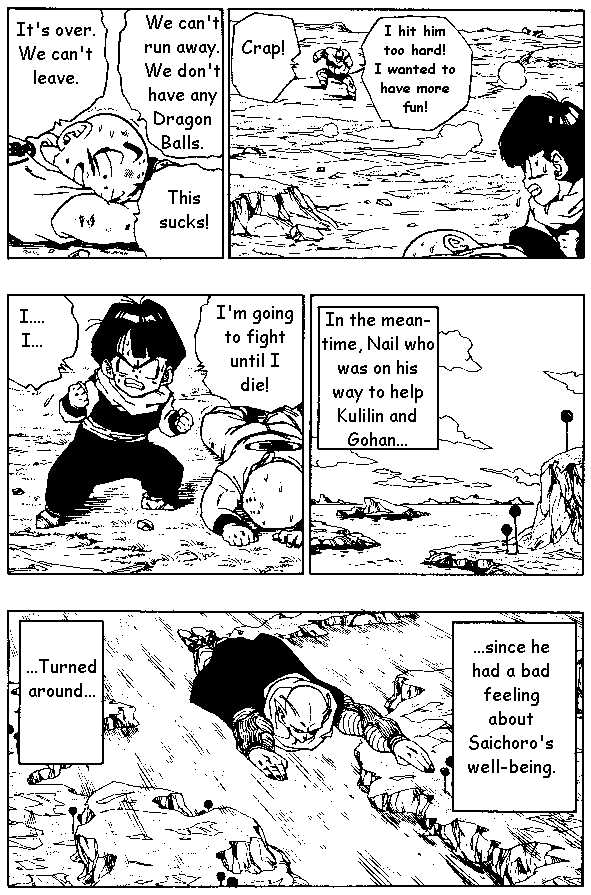 It's over.
We can't
leave.
We can't
run away.
We don't
have any
Dragon
Balls.
This
sucks!
Crap!
I hit him
too hard!
I wanted to
have more
fun!
I....
I...
I'm going
to fight
until I
die!
In the mean-
time, Nail who
was on his
way to help
Kulilin and
Gohan...
...Turned
around...
...since he
had a bad
feeling
about
Saichoro's
well-being.